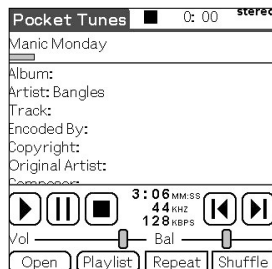 Pocket Tunes 0: 00 stereo
Manic Monday
Album:
Artist: Bangles
Track:
Encoded By:
Copyright:
Original Artist:
Composer:
3:06 MM:SS
44 KHZ
128 KBPS
Vol Bal
Open Playlist Repeat Shuffle